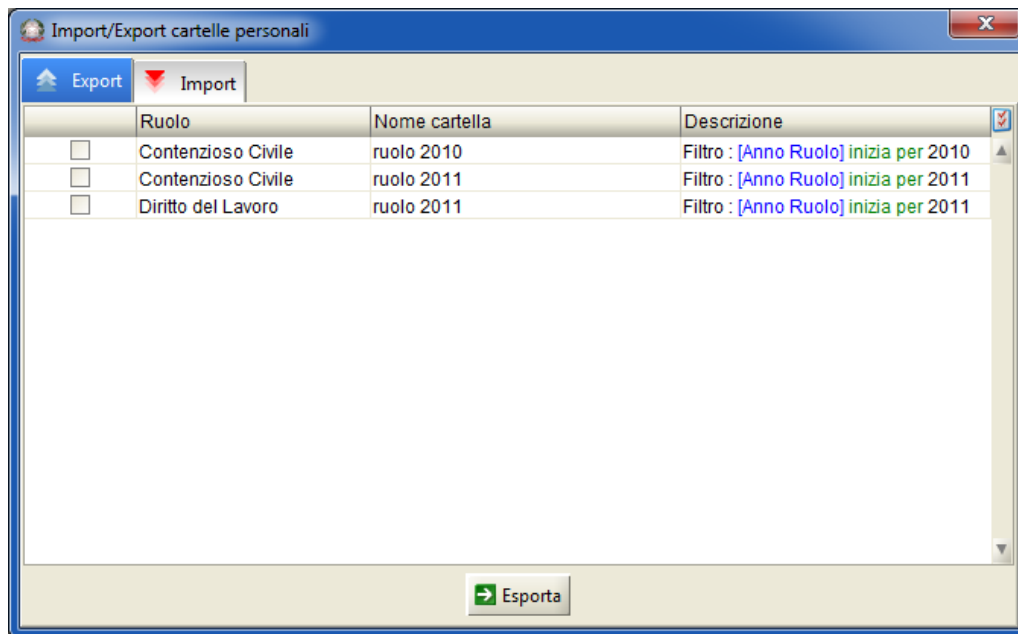 Import/Export cartelle personali
Export Import
Ruolo Nome cartella Descrizione
Contenzioso Civile ruolo 2010 Filtro : [Anno Ruolo] inizia per 2010
Contenzioso Civile ruolo 2011 Filtro : [Anno Ruolo] inizia per 2011
Diritto del Lavoro ruolo 2011 Filtro : [Anno Ruolo] inizia per 2011
Esporta